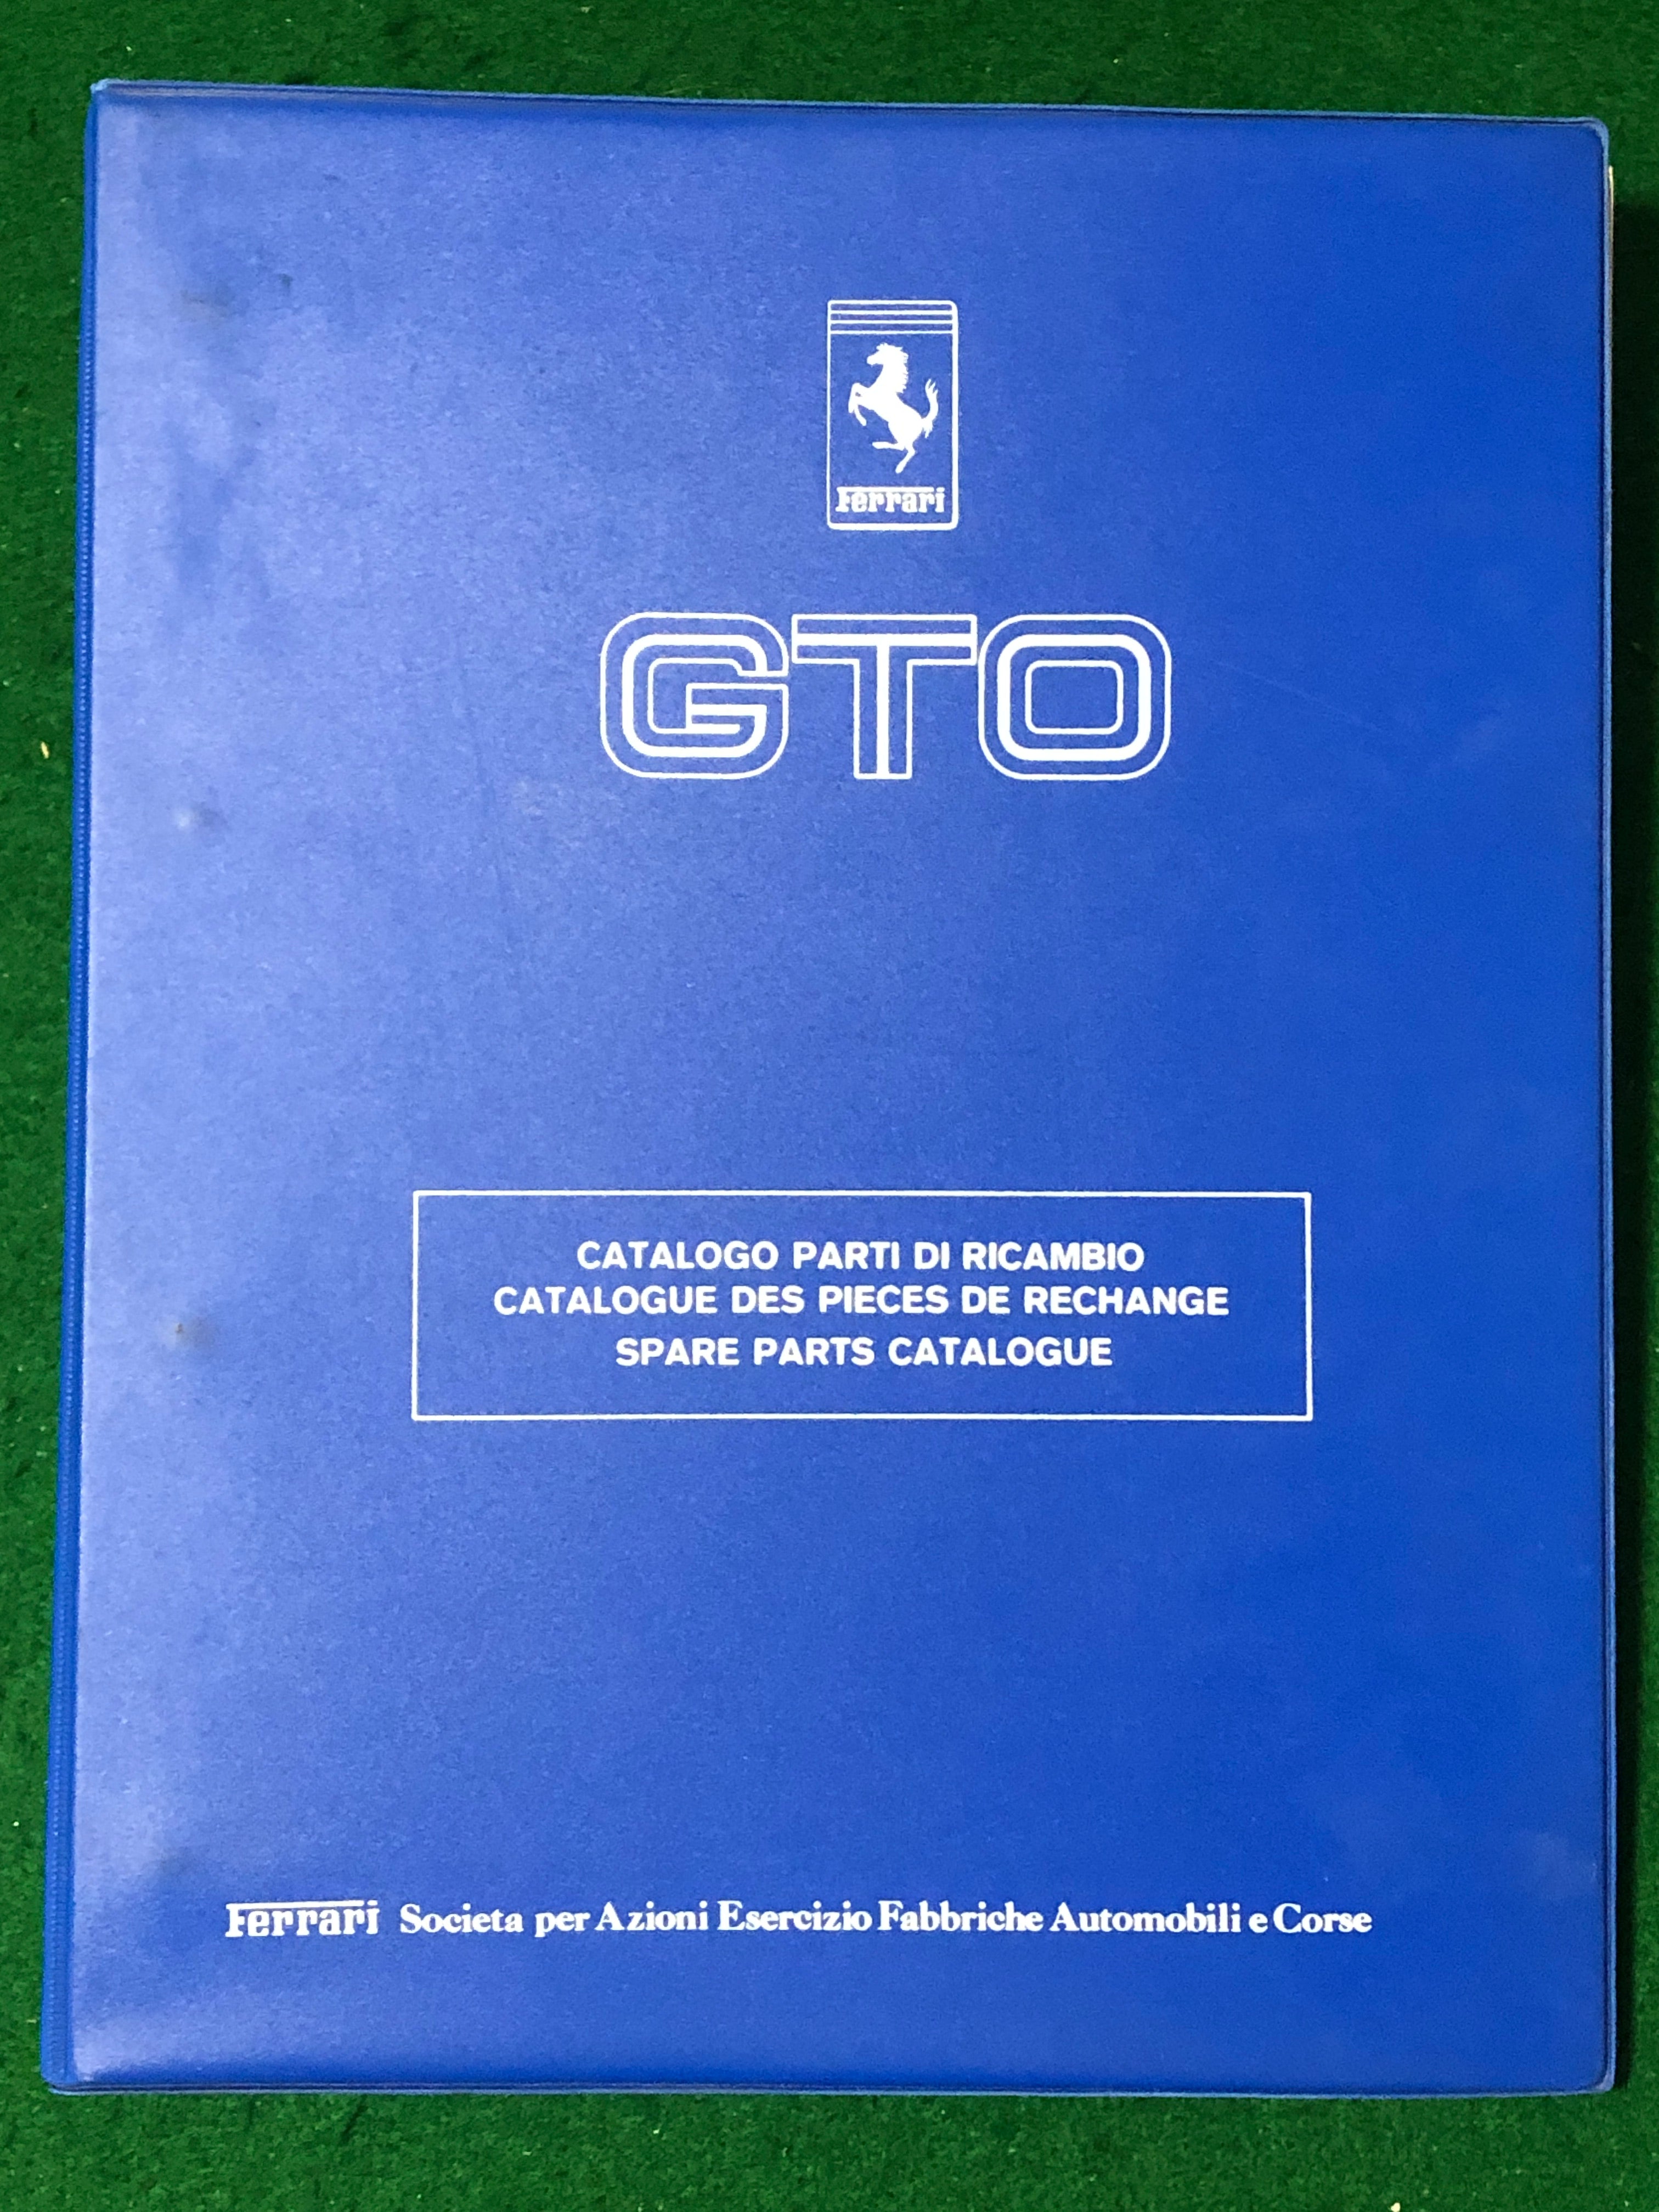 Ferrari
GTO
CATALOGO PARTI DI RICAMBIO
CATALOGUE DES PIECES DE RECHANGE
SPARE PARTS CATALOGUE
Ferrari Societa per Azioni Esercizio Fabbriche Automobili e Corse